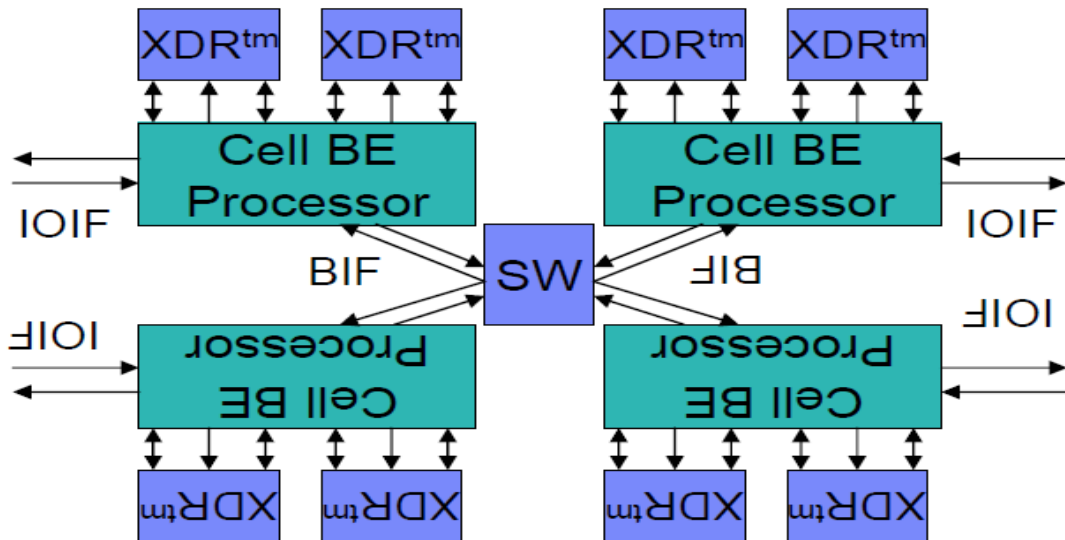 XDR™ XDR™ XDR™ XDR™
Cell BE Cell BE
Processor Processor
IOIF IOIF
BIF SW BIF
IOIF IOIF
Processor Processor
Cell BE Cell BE
XDR™ XDR™ XDR™ XDR™